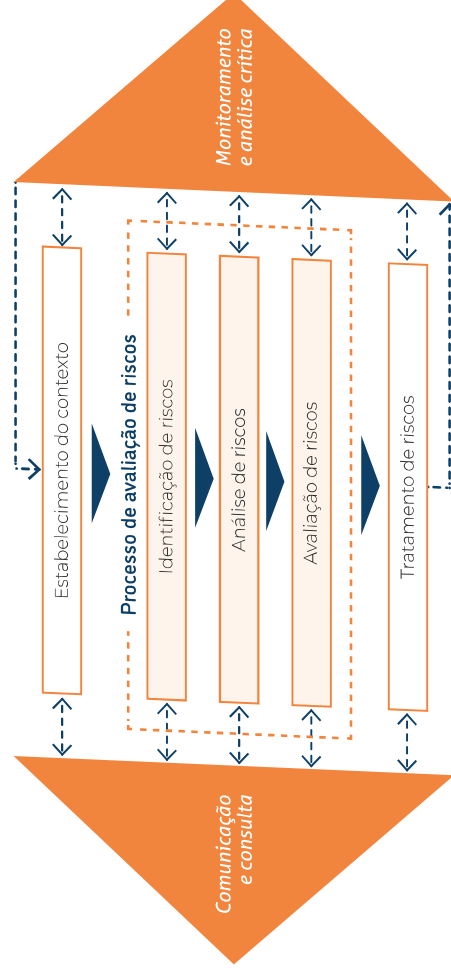 Estabelecimento do contexto
Processo de avaliação de riscos
Identificação de riscos
Análise de riscos
Avaliação de riscos
Tratamento de riscos
Comunicação
e consulta
Monitoramento
e análise crítica